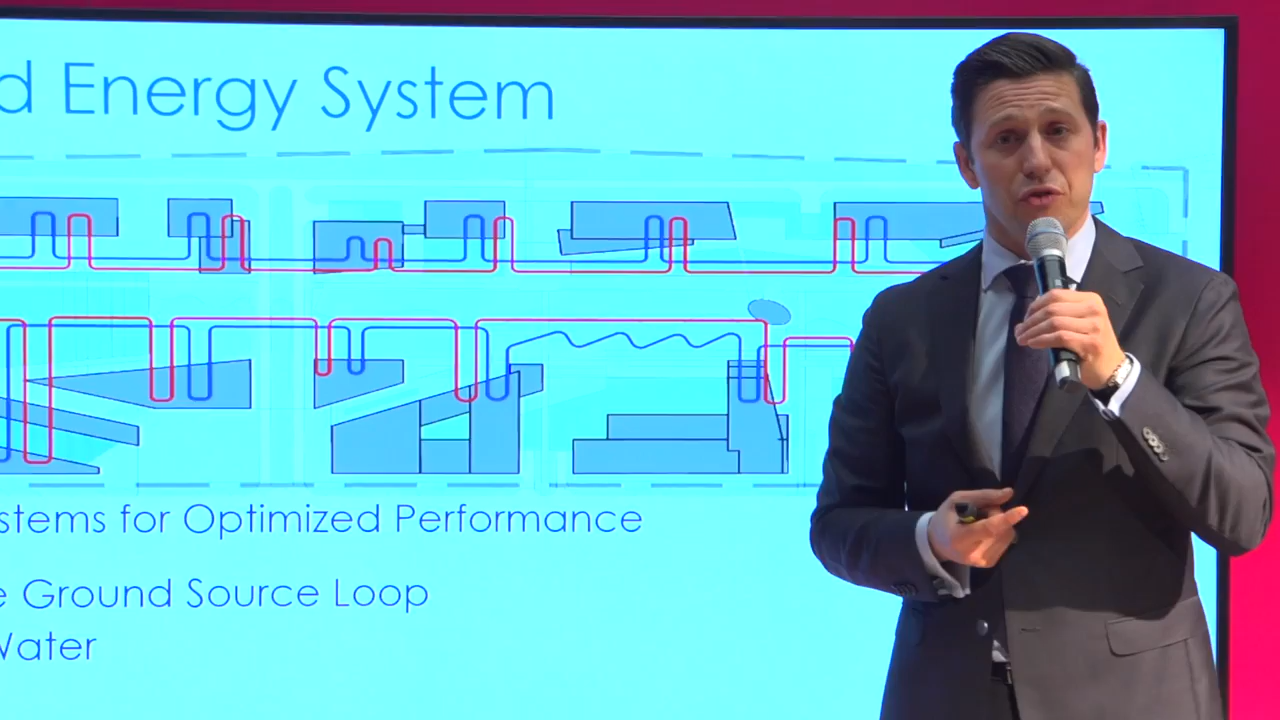 d Energy System
stems for Optimized Performance
e Ground Source Loop
Water